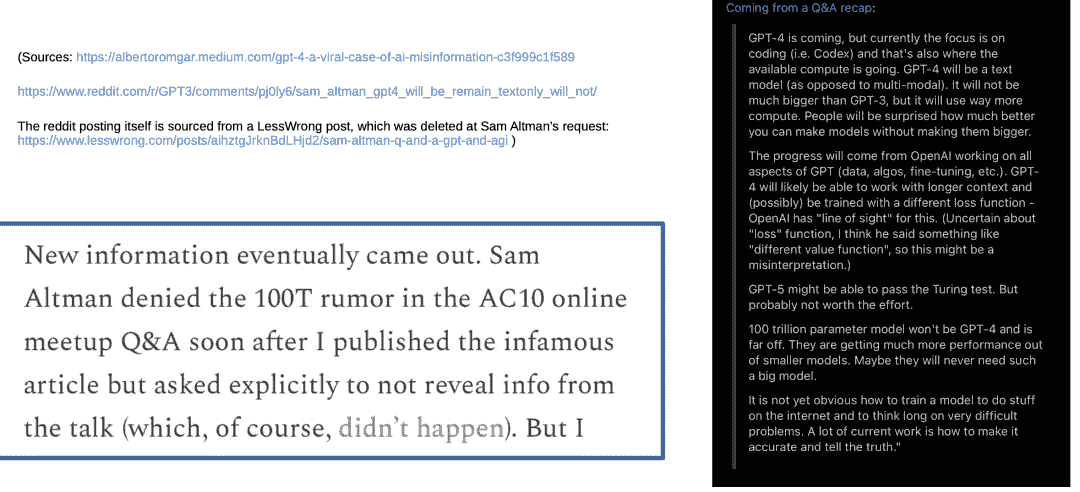 (Sources: https://albertoromgar.medium.com/gpt-4-a-viral-case-of-ai-misinformation-c3f999c1f589
https://www.reddit.com/r/GPT3/comments/pj0ly6/sam_altman_gpt4_will_be_remain_textonly_will_not/
The reddit posting itself is sourced from a LessWrong post, which was deleted at Sam Altman's request:
https://www.lesswrong.com/posts/aihztgJrknBdLHjd2/sam-altman-q-and-a-gpt-and-agi )
New information eventually came out. Sam
Altman denied the 100T rumor in the AC10 online
meetup Q&A soon after I published the infamous
article but asked explicitly to not reveal info from
the talk (which, of course, didn't happen). But I
Coming from a Q&A recap:
GPT-4 is coming, but currently the focus is on
coding (i.e. Codex) and that's also where the
available compute is going. GPT-4 will be a text
model (as opposed to multi-modal). It will not be
much bigger than GPT-3, but it will use way more
compute. People will be surprised how much better
you can make models without making them bigger.
The progress will come from OpenAI working on all
aspects of GPT (data, algos, fine-tuning, etc.). GPT-
4 will likely be able to work with longer context and
(possibly) be trained with a different loss function -
OpenAI has "line of sight" for this. (Uncertain about
"loss" function, I think he said something like
"different value function", so this might be a
misinterpretation.)
GPT-5 might be able to pass the Turing test. But
probably not worth the effort.
100 trillion parameter model won't be GPT-4 and is
far off. They are getting much more performance out
of smaller models. Maybe they will never need such
a big model.
It is not yet obvious how to train a model to do stuff
on the internet and to think long on very difficult
problems. A lot of current work is how to make it
accurate and tell the truth."